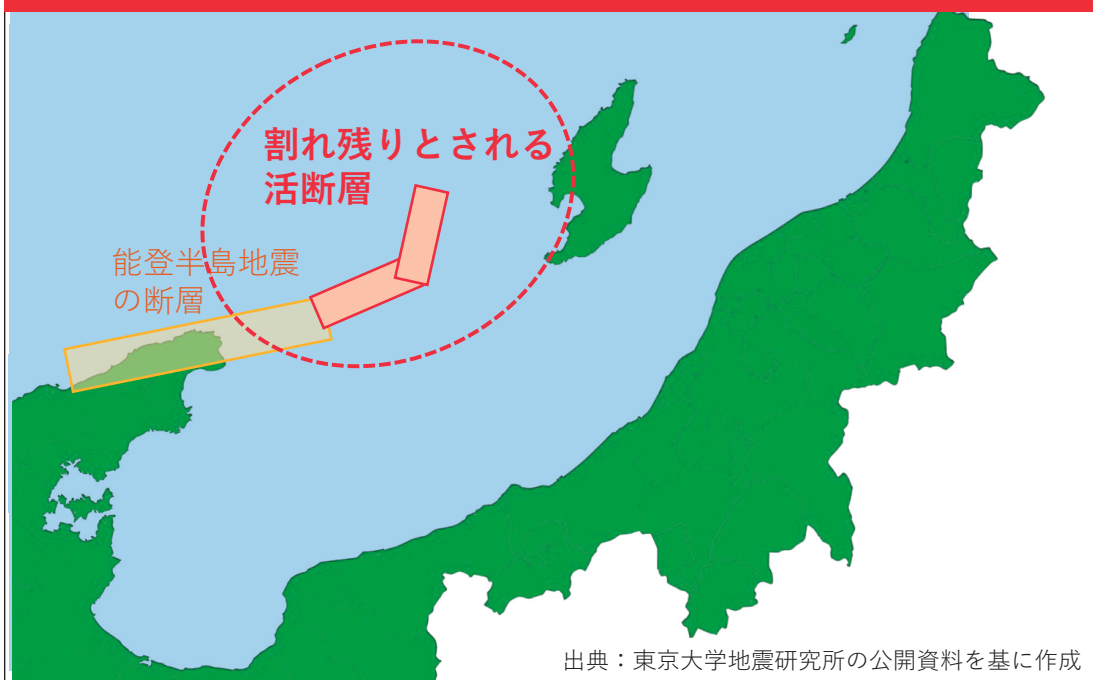 割れ残りとされる
活断層
能登半島地震
の断層
出典：東京大学地震研究所の公開資料を基に作成